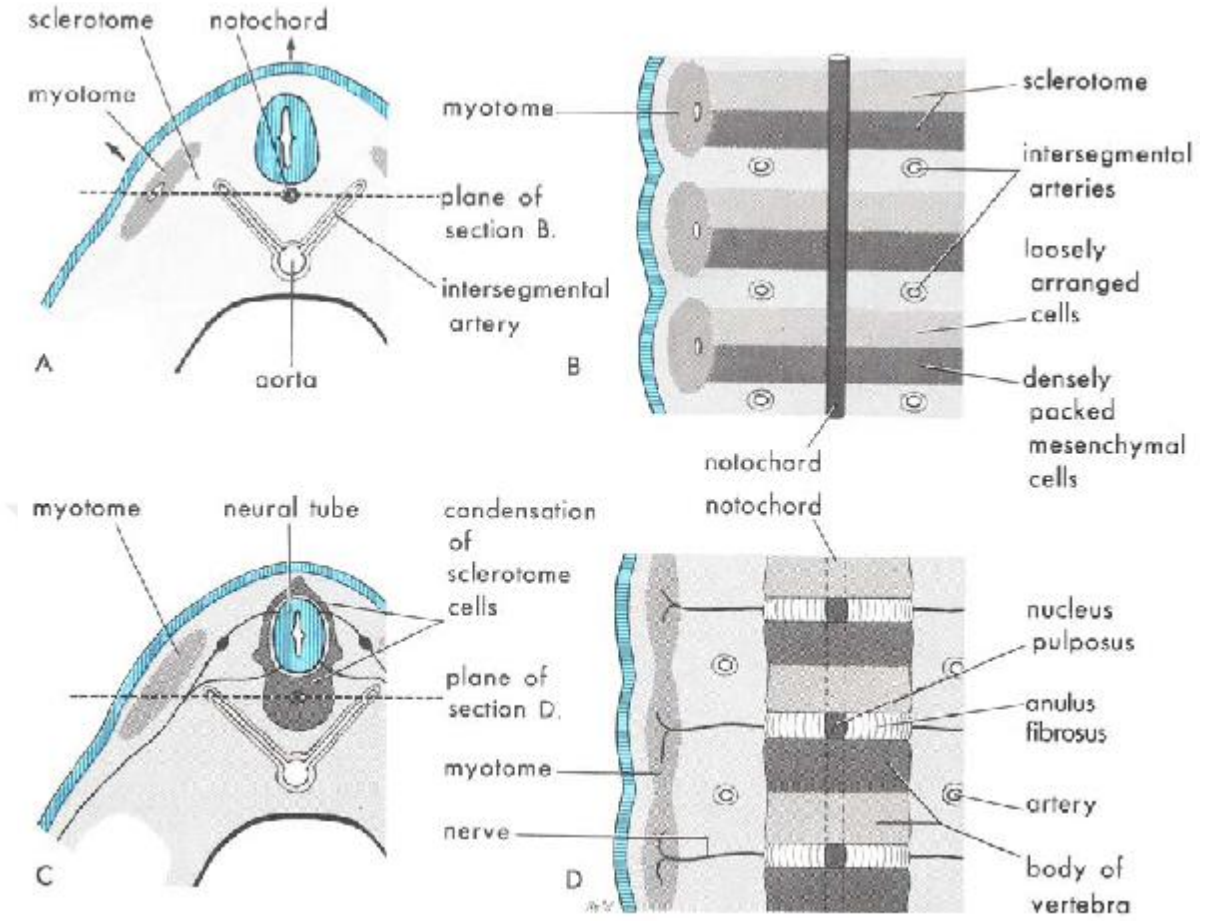 sclerotome
notochord
myotome
plane of
section B.
intersegmental
artery
aorta
A
myotome
sclerotome
intersegmental
arteries
loosely
arranged
cells
densely
packed
mesenchymal
cells
notochord
B
myotome
neural tube
condensation
of
sclerotome
cells
plane of
section D.
C
notochord
nucleus
pulposus
anulus
fibrosus
myotome
artery
nerve
body of
vertebra
D